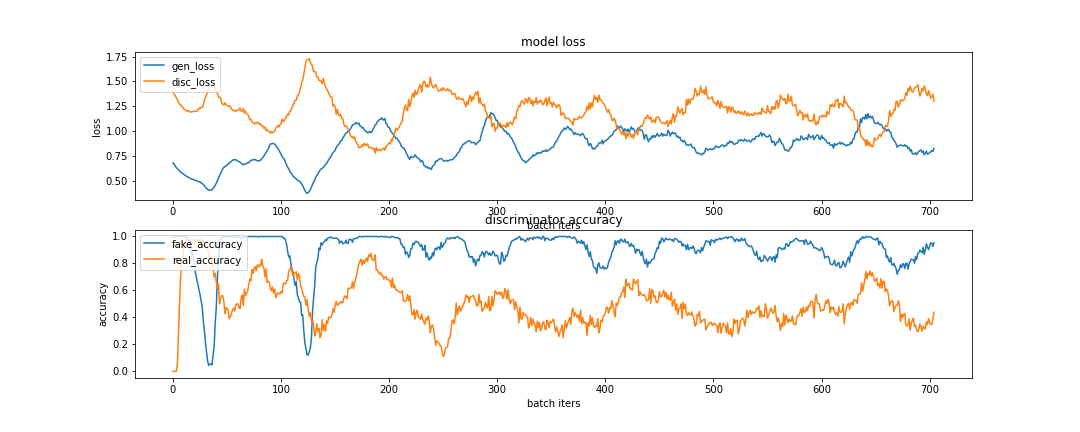 model loss
1.75
1.50
1.25
1.00
0.75
0.50
loss
gen_loss
disc_loss
0 100 200 300 400 500 600 700
batch iters
discriminator accuracy
1.0
0.8
0.6
0.4
0.2
0.0
accuracy
fake_accuracy
real_accuracy
0 100 200 300 400 500 600 700
batch iters